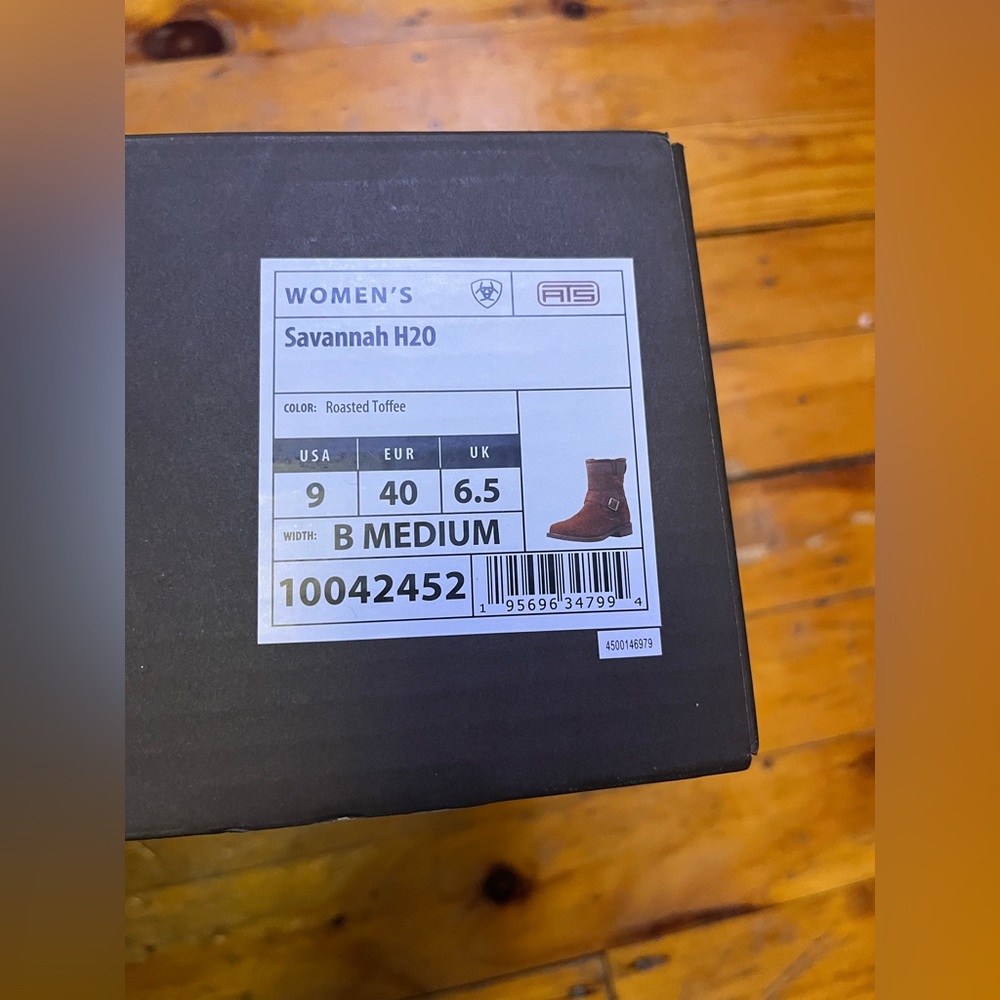 WOMEN'S
ATS
Savannah H20
COLOR: Roasted Toffee
USA EUR UK
9 40 6.5
WIDTH: B MEDIUM
10042452
1 95696 34799 4
4500146979